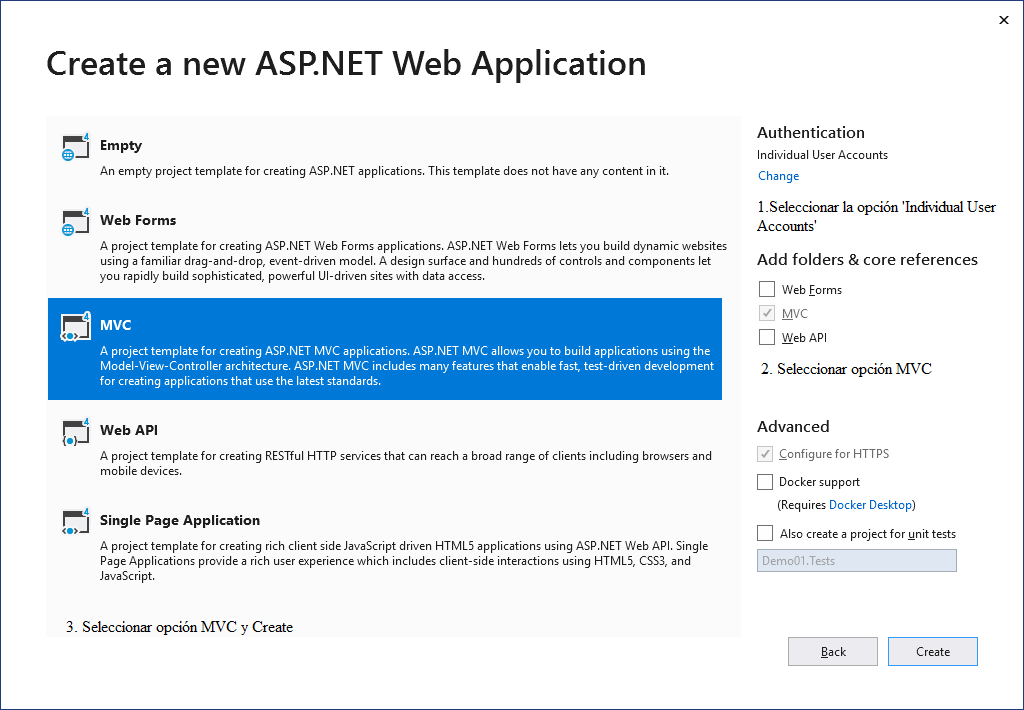 Create a new ASP.NET Web Application
4
Empty
An empty project template for creating ASP.NET applications. This template does not have any content in it.
4
Web Forms
A project template for creating ASP.NET Web Forms applications. ASP.NET Web Forms lets you build dynamic websites
using a familiar drag-and-drop, event-driven model. A design surface and hundreds of controls and components let
you rapidly build sophisticated, powerful UI-driven sites with data access.
4
MVC
A project template for creating ASP.NET MVC applications. ASP.NET MVC allows you to build applications using the
Model-View-Controller architecture. ASP.NET MVC includes many features that enable fast, test-driven development
for creating applications that use the latest standards.
4
Web API
A project template for creating RESTful HTTP services that can reach a broad range of clients including browsers and
mobile devices.
4
Single Page Application
A project template for creating rich client side JavaScript driven HTML5 applications using ASP.NET Web API. Single
Page Applications provide a rich user experience which includes client-side interactions using HTML5, CSS3, and
JavaScript.
3. Seleccionar opción MVC y Create
Authentication
Individual User Accounts
Change
1.Seleccionar la opción 'Individual User
Accounts'
Add folders & core references
Web Forms
MVC
Web API
2. Seleccionar opción MVC
Advanced
Configure for HTTPS
Docker support
(Requires Docker Desktop)
Also create a project for unit tests
Demo01.Tests
Back
Create